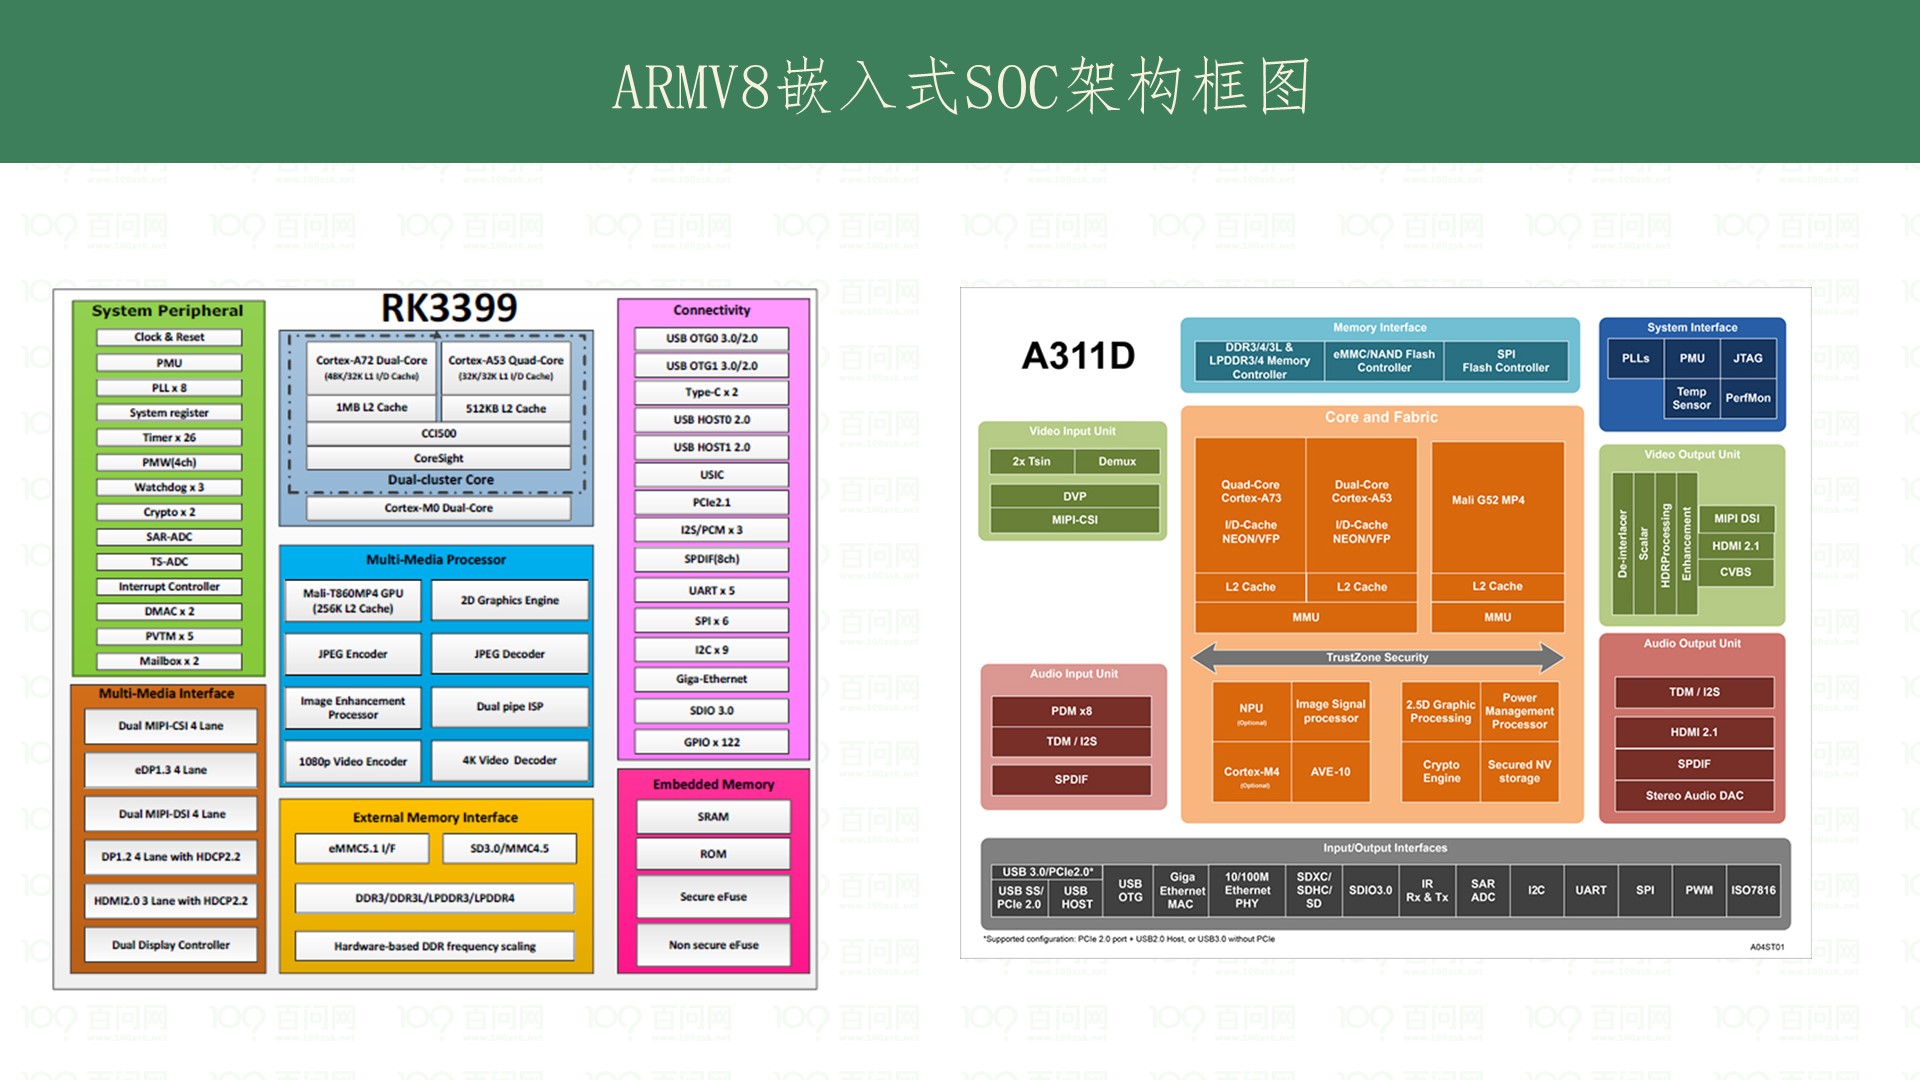 ARMV8嵌入式SOC架构框图
RK3399
System Peripheral
Clock & Reset
PMU
PLL x 8
System register
Timer x 26
PMW(4ch)
Watchdog x 3
Crypto x 2
SAR-ADC
TS-ADC
Interrupt Controller
DMAC x 2
PVTM x 5
Mailbox x 2
Multi-Media Interface
Dual MIPI-CSI 4 Lane
eDP1.3 4 Lane
Dual MIPI-DSI 4 Lane
DP1.2 4 Lane with HDCP2.2
HDMI2.0 3 Lane with HDCP2.2
Dual Display Controller
Cortex-A72 Dual-Core
(48K/32K L1 I/D Cache)
1MB L2 Cache
Cortex-A53 Quad-Core
(32K/32K L1 I/D Cache)
512KB L2 Cache
CCI500
CoreSight
Dual-cluster Core
Cortex-M0 Dual-Core
Multi-Media Processor
Mali-T860MP4 GPU
(256K L2 Cache)
2D Graphics Engine
JPEG Encoder
JPEG Decoder
Image Enhancement
Processor
Dual pipe ISP
1080p Video Encoder
4K Video Decoder
External Memory Interface
eMMC5.1 I/F
SD3.0/MMC4.5
DDR3/DDR3L/LPDDR3/LPDDR4
Hardware-based DDR frequency scaling
Connectivity
USB OTG0 3.0/2.0
USB OTG1 3.0/2.0
Type-C x 2
USB HOST0 2.0
USB HOST1 2.0
USIC
PCIe2.1
I2S/PCM x 3
SPDIF(8ch)
UART x 5
SPI x 6
I2C x 9
Giga-Ethernet
SDIO 3.0
GPIO x 122
Embedded Memory
SRAM
ROM
Secure eFuse
Non secure eFuse
A311D
Memory Interface
DDR3/4/3L &
LPDDR3/4 Memory
Controller
eMMC/NAND Flash
Controller
SPI
Flash Controller
System Interface
PLLs
PMU
JTAG
Temp
Sensor
PerfMon
Video Input Unit
2x Tsin
Demux
DVP
MIPI-CSI
Core and Fabric
Quad-Core
Cortex-A73
I/D-Cache
NEON/VFP
L2 Cache
Dual-Core
Cortex-A53
I/D-Cache
NEON/VFP
L2 Cache
MMU
Mali G52 MP4
L2 Cache
MMU
TrustZone Security
NPU
(Optional)
Image Signal
processor
Cortex-M4
(Optional)
AVE-10
2.5D Graphic
Processing
Power
Management
Processor
Crypto
Engine
Secured NV
storage
Video Output Unit
De-interlacer
Scalar
HDRProcessing
Enhancement
MIPI DSI
HDMI 2.1
CVBS
Audio Input Unit
PDM x8
TDM / I2S
SPDIF
Audio Output Unit
TDM / I2S
HDMI 2.1
SPDIF
Stereo Audio DAC
Input/Output Interfaces
USB 3.0/PCIe2.0*
USB SS/
PCIe 2.0
USB
HOST
USB
OTG
Giga
Ethernet
MAC
10/100M
Ethernet
PHY
SDXC/
SDHC/
SD
SDIO3.0
IR
Rx & Tx
SAR
ADC
I2C
UART
SPI
PWM
ISO7816
*Supported configuration: PCIe 2.0 port + USB2.0 Host, or USB3.0 without PCIe
A04ST01